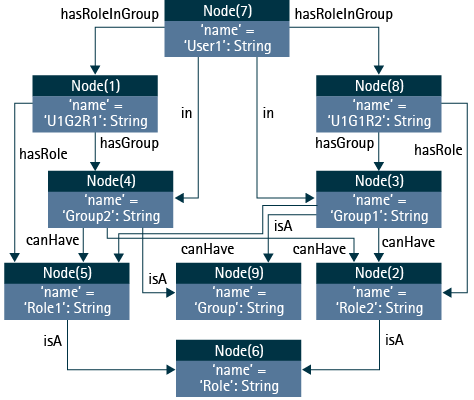 Node(7)
hasRoleInGroup
hasRoleInGroup
'name' =
'User1': String
Node(1)
Node(8)
'name' =
'U1G2R1': String
in
in
'name' =
'U1G1R2': String
hasRole
hasGroup
hasGroup
hasRole
Node(4)
Node(3)
'name' =
'Group2': String
'name' =
'Group1': String
isA
canHave
canHave
canHave
Node(5)
isA
Node(9)
Node(2)
'name' =
'Role1': String
'name' =
'Group': String
'name' =
'Role2': String
isA
isA
Node(6)
'name' =
'Role': String